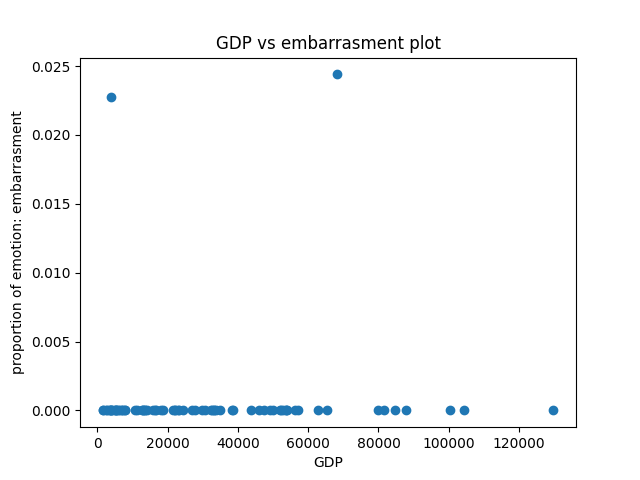 GDP vs embarrasment plot
proportion of emotion: embarrasment
0.025
0.020
0.015
0.010
0.005
0.000
0 20000 40000 60000 80000 100000 120000
GDP